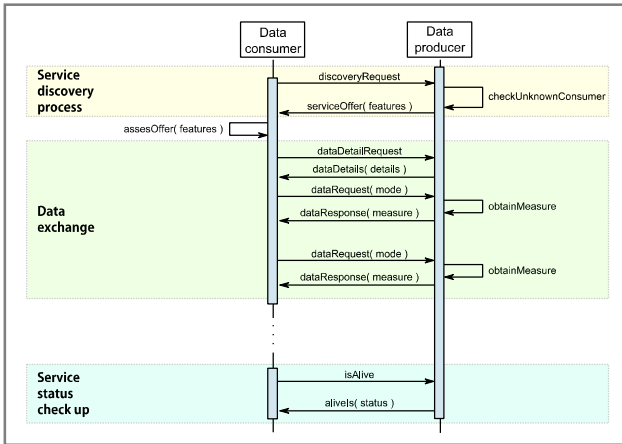 Data
consumer
Data
producer
Service
discovery
process
discoveryRequest
checkUnknownConsumer
serviceOffer( features )
assesOffer( features )
Data
exchange
dataDetailRequest
dataDetails( details )
dataRequest( mode )
obtainMeasure
dataResponse( measure )
dataRequest( mode )
obtainMeasure
dataResponse( measure )
Service
status
check up
isAlive
aliveIs( status )